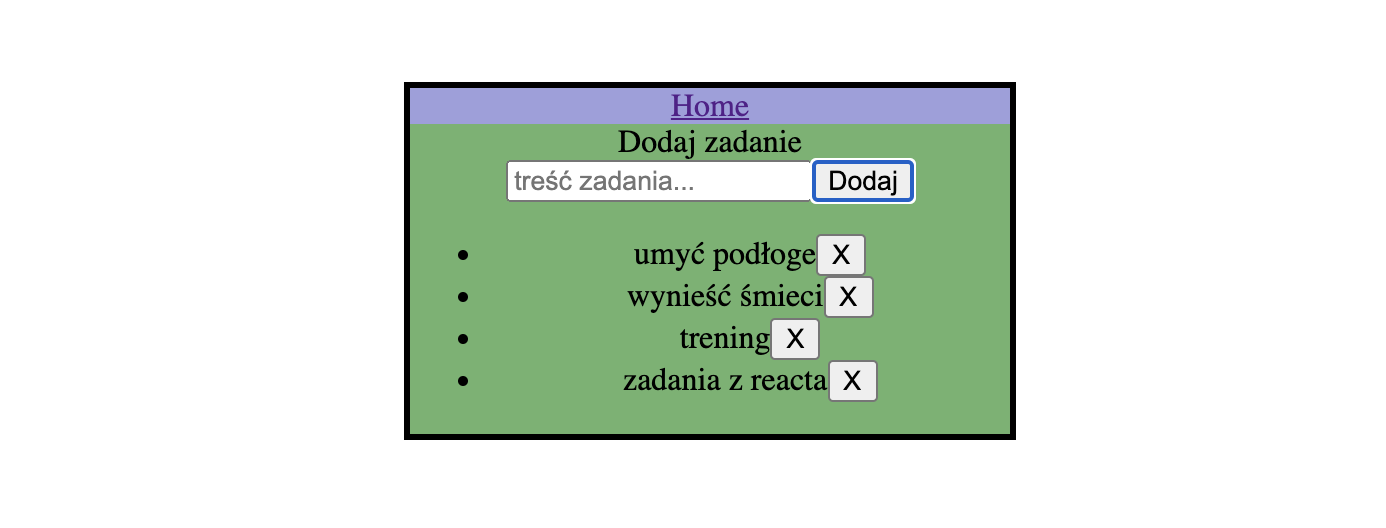 Home
Dodaj zadanie
treść zadania... Dodaj
umyć podłoge X
wynieść śmieci X
trening X
zadania z reacta X